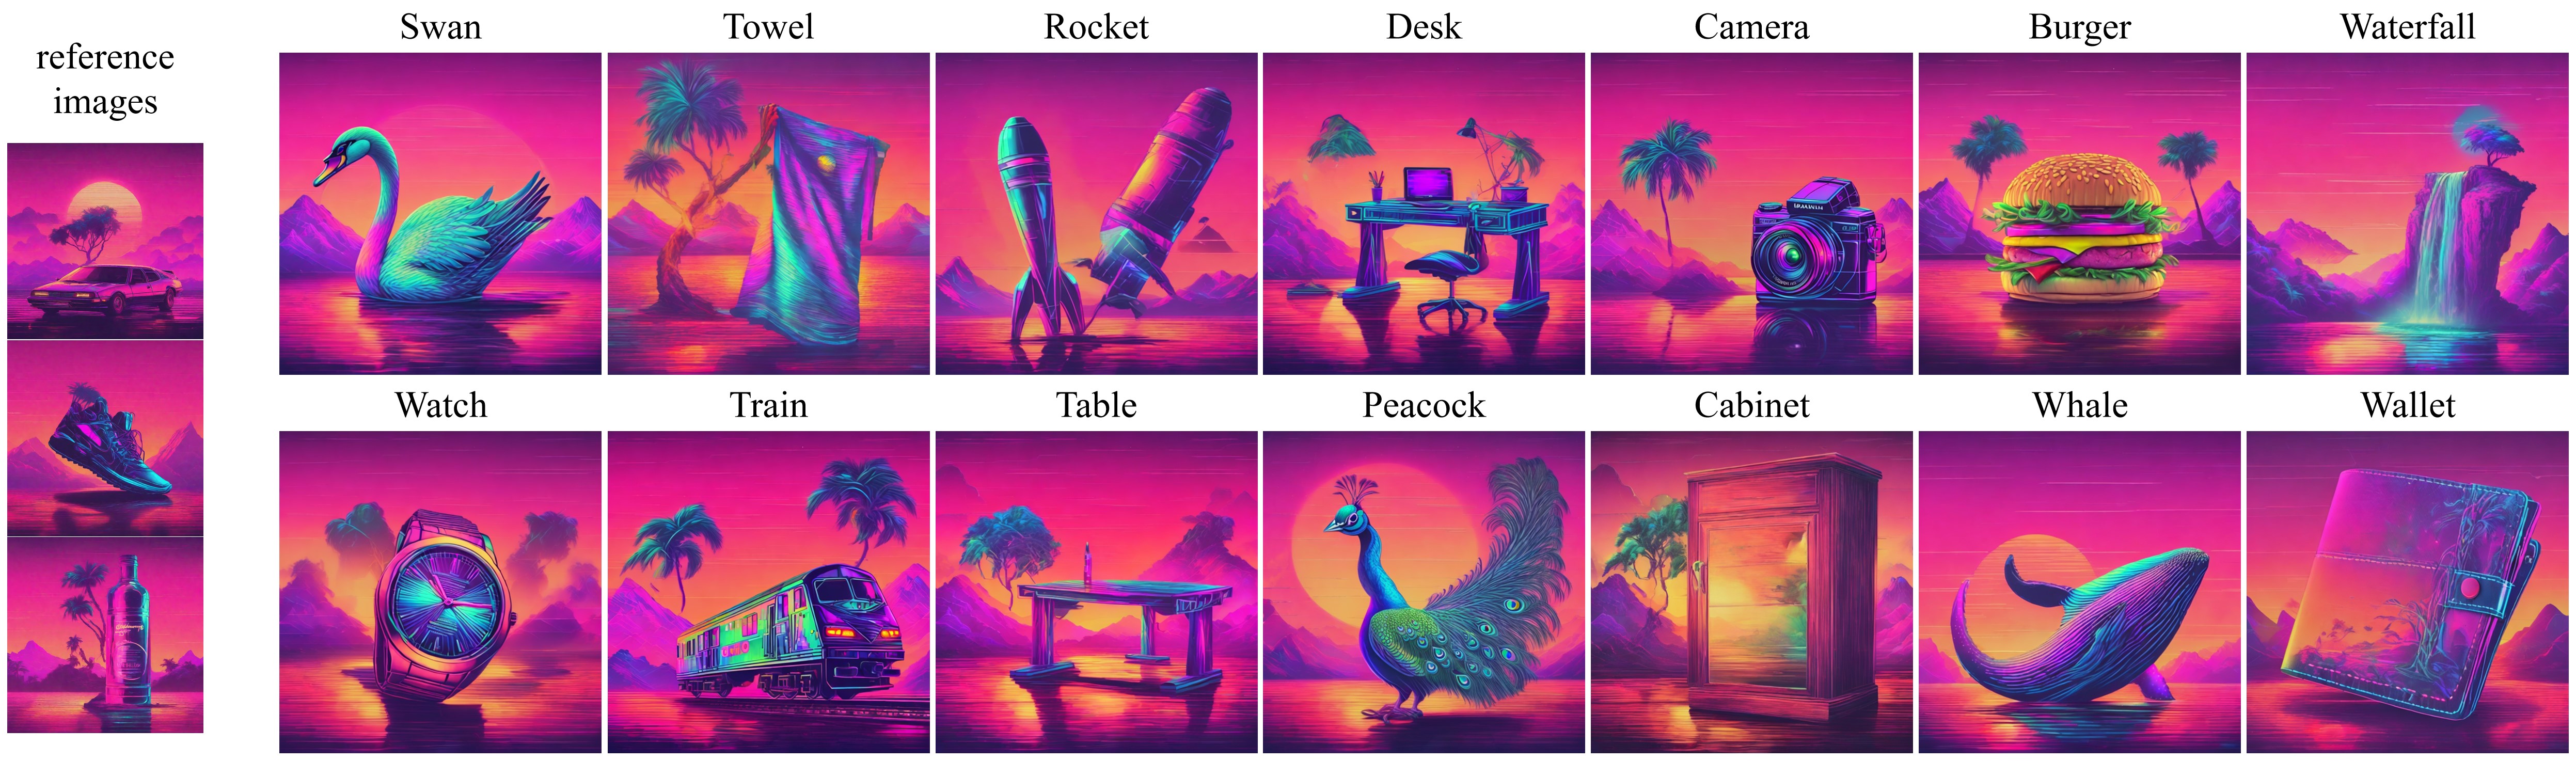 reference
images
Swan
Towel
Rocket
Desk
Camera
Burger
Waterfall
Watch
Train
Table
Peacock
Cabinet
Whale
Wallet